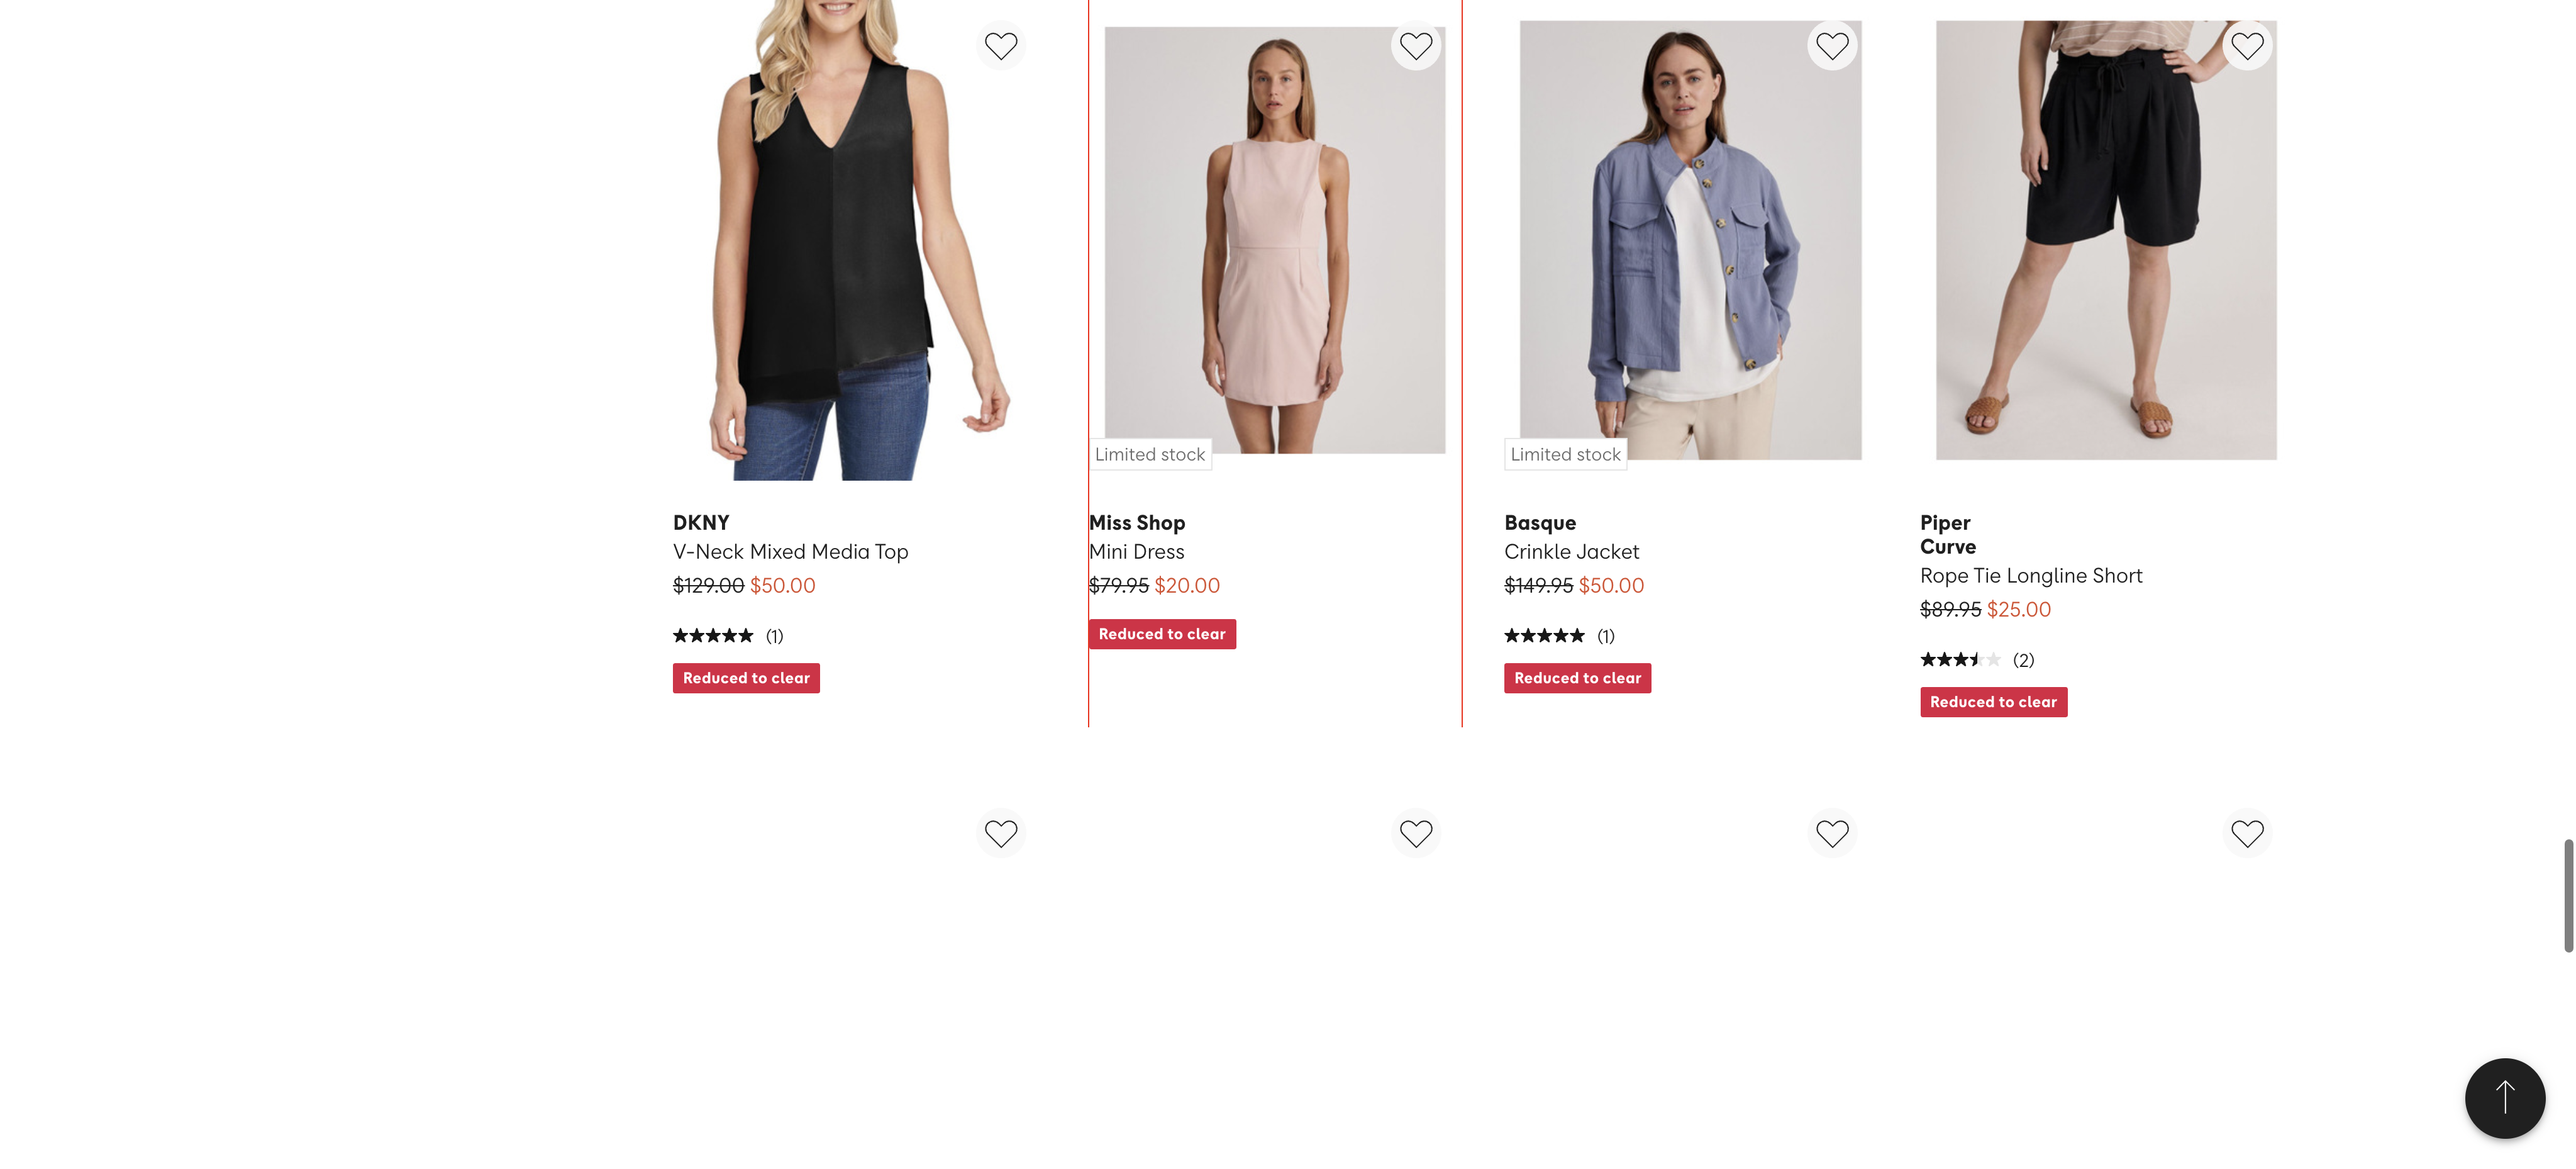 Limited stock
Limited stock
DKNY
V-Neck Mixed Media Top
$129.00 $50.00
(1)
Reduced to clear
Miss Shop
Mini Dress
$79.95 $20.00
Reduced to clear
Basque
Crinkle Jacket
$149.95 $50.00
(1)
Reduced to clear
Piper
Curve
Rope Tie Longline Short
$89.95 $25.00
(2)
Reduced to clear